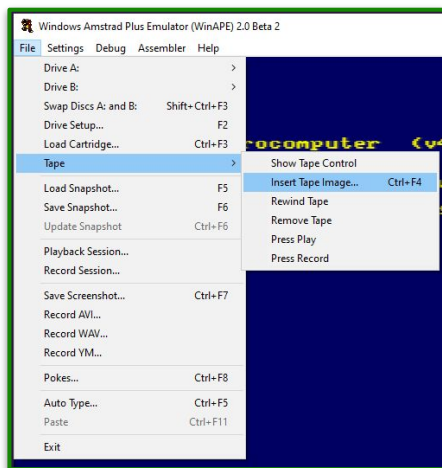 Windows Amstrad Plus Emulator (WinAPE) 2.0 Beta 2
File Settings Debug Assembler Help
Drive A: >
Drive B: >
Swap Discs A: and B: Shift+Ctrl+F3
Drive Setup... F2
Load Cartridge... Ctrl+F3
Tape >
Load Snapshot... F5
Save Snapshot... F6
Update Snapshot Ctrl+F6
Playback Session...
Record Session...
Save Screenshot... Ctrl+F7
Record AVI...
Record WAV...
Record YM...
Pokes... Ctrl+F8
Auto Type... Ctrl+F5
Paste Ctrl+F11
Exit
rocomputer (v4
Show Tape Control
Insert Tape Image... Ctrl+F4
Rewind Tape
Remove Tape
Press Play
Press Record